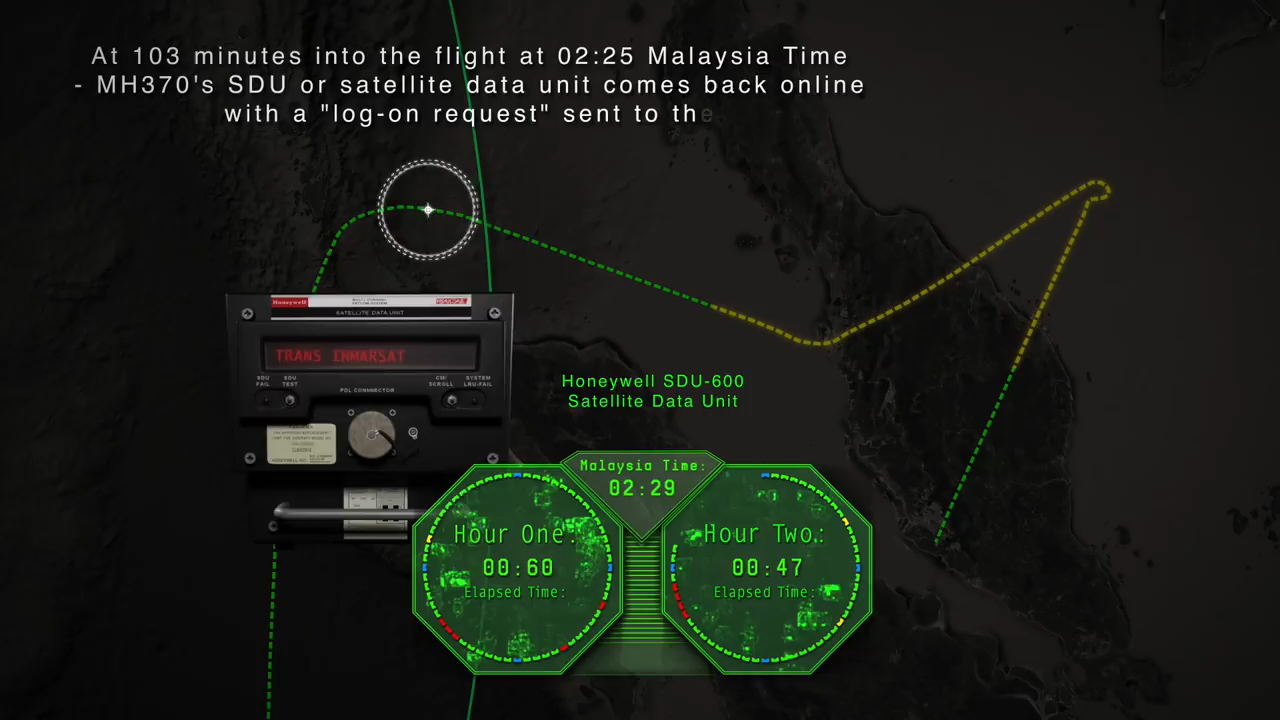 At 103 minutes into the flight at 02:25 Malaysia Time
- MH370's SDU or satellite data unit comes back online
with a "log-on request" sent to the
Honeywell
SATELLITE DATA UNIT
TRANS INMARSAT
SDU FAIL
SDU TEST
CM/ SCROLL
SYSTEM LRU-FAIL
PDL CONNNECTOR
Honeywell SDU-600
Satellite Data Unit
Malaysia Time:
02:29
Hour One:
00:60
Elapsed Time:
Hour Two:
00:47
Elapsed Time: